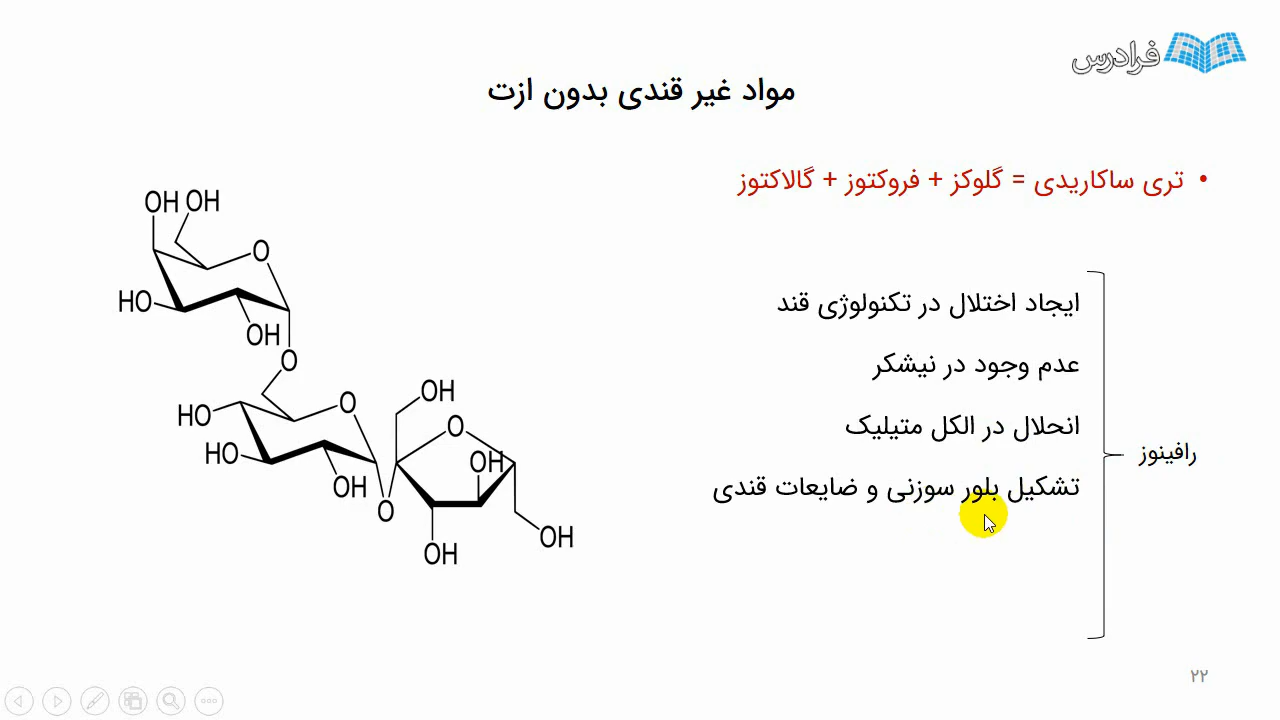 فرادرس
مواد غیر قندی بدون ازت
• تری ساکاریدی = گلوکز + فروکتوز + گالاکتوز
ایجاد اختلال در تکنولوژی قند
عدم وجود در نیشکر
انحلال در الکل متیلیک
تشکیل بلور سوزنی و ضایعات قندی
رافینوز
OH OH
O
HO
OH
O
HO
O
OH
O
HO
OH
OH
O
OH
OH
۲۲